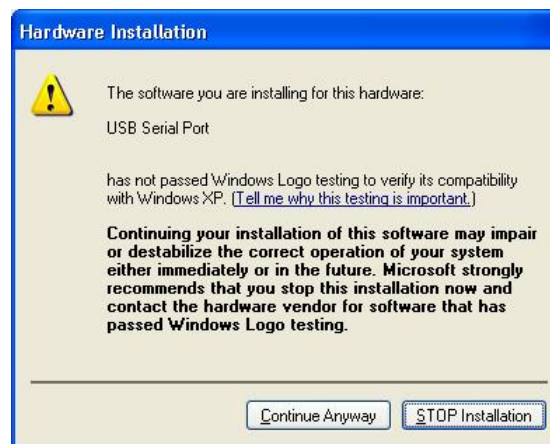 Hardware Installation
The software you are installing for this hardware:
USB Serial Port
has not passed Windows Logo testing to verify its compatibility
with Windows XP. (Tell me why this testing is important.)
Continuing your installation of this software may impair
or destabilize the correct operation of your system
either immediately or in the future. Microsoft strongly
recommends that you stop this installation now and
contact the hardware vendor for software that has
passed Windows Logo testing.
Continue Anyway
STOP Installation